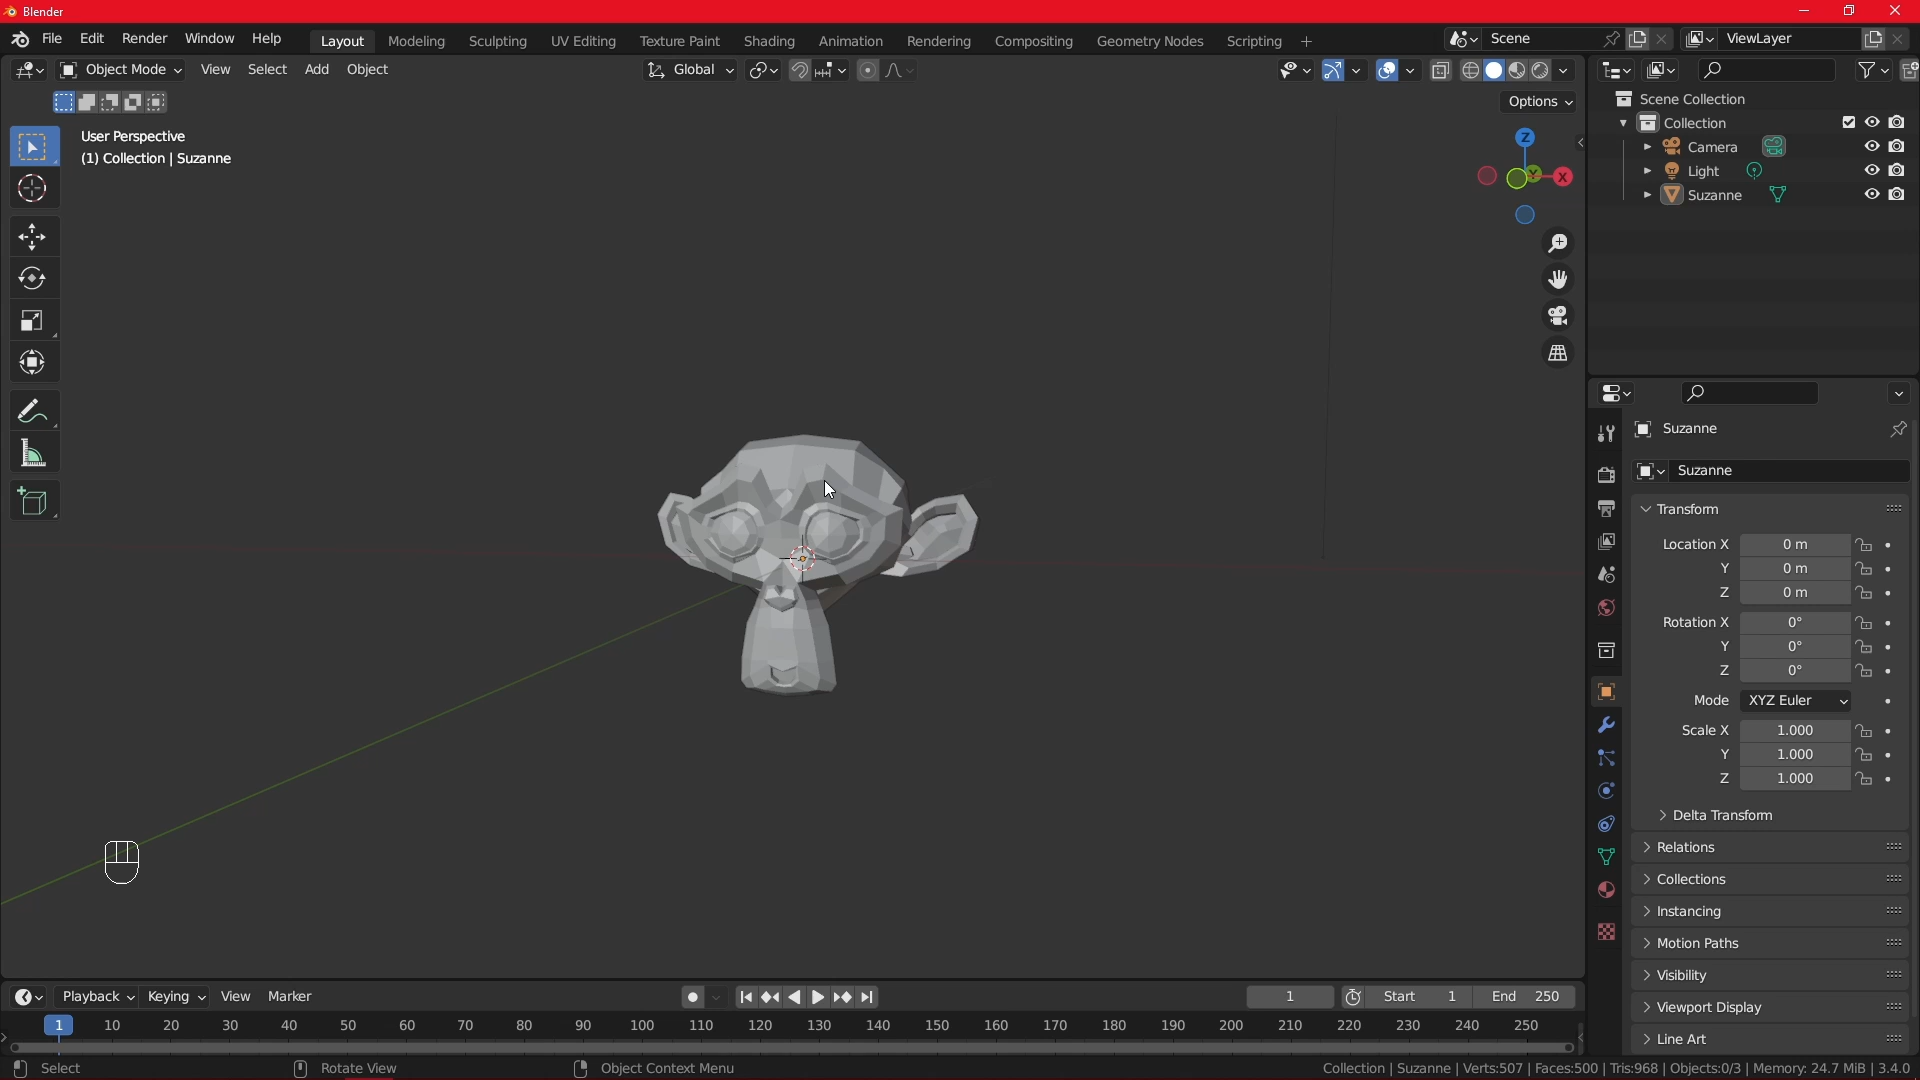 Blender
File Edit Render Window Help Layout Modeling Sculpting UV Editing Texture Paint Shading Animation Rendering Compositing Geometry Nodes Scripting + Scene ViewLayer
Object Mode View Select Add Object Global
Options
User Perspective
(1) Collection | Suzanne
Z
Y X
Scene Collection
Collection
Camera
Light
Suzanne
Suzanne
Suzanne
Transform
Location X 0 m
Y 0 m
Z 0 m
Rotation X 0°
Y 0°
Z 0°
Mode XYZ Euler
Scale X 1.000
Y 1.000
Z 1.000
Delta Transform
Relations
Collections
Instancing
Motion Paths
Visibility
Viewport Display
Line Art
Playback Keying View Marker 1 Start 1 End 250
1 10 20 30 40 50 60 70 80 90 100 110 120 130 140 150 160 170 180 190 200 210 220 230 240 250
Select Rotate View Object Context Menu Collection | Suzanne | Verts:507 | Faces:500 | Tris:968 | Objects:0/3 | Memory: 24.7 MiB | 3.4.0